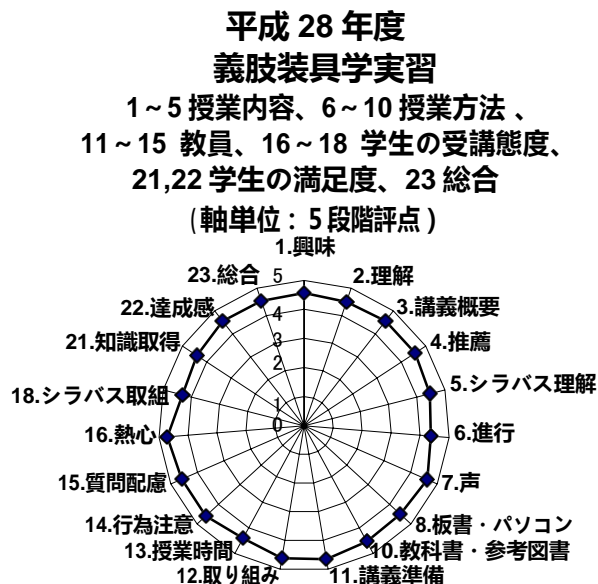 平成 28 年度
義肢装具学実習
1～5 授業内容、6～10 授業方法 、
11～15 教員、16～18 学生の受講態度、
21,22 学生の満足度、23 総合
(軸単位 : 5 段階評点 )
1.興味
23.総合
5
2.理解
22.達成感
4
3.講義概要
21.知識取得
3
4.推薦
2
18.シラバス取組
1
5.シラバス理解
0
16.熱心
6.進行
15.質問配慮
7.声
14.行為注意
8.板書・パソコン
13.授業時間
10.教科書・参考図書
12.取り組み
11.講義準備